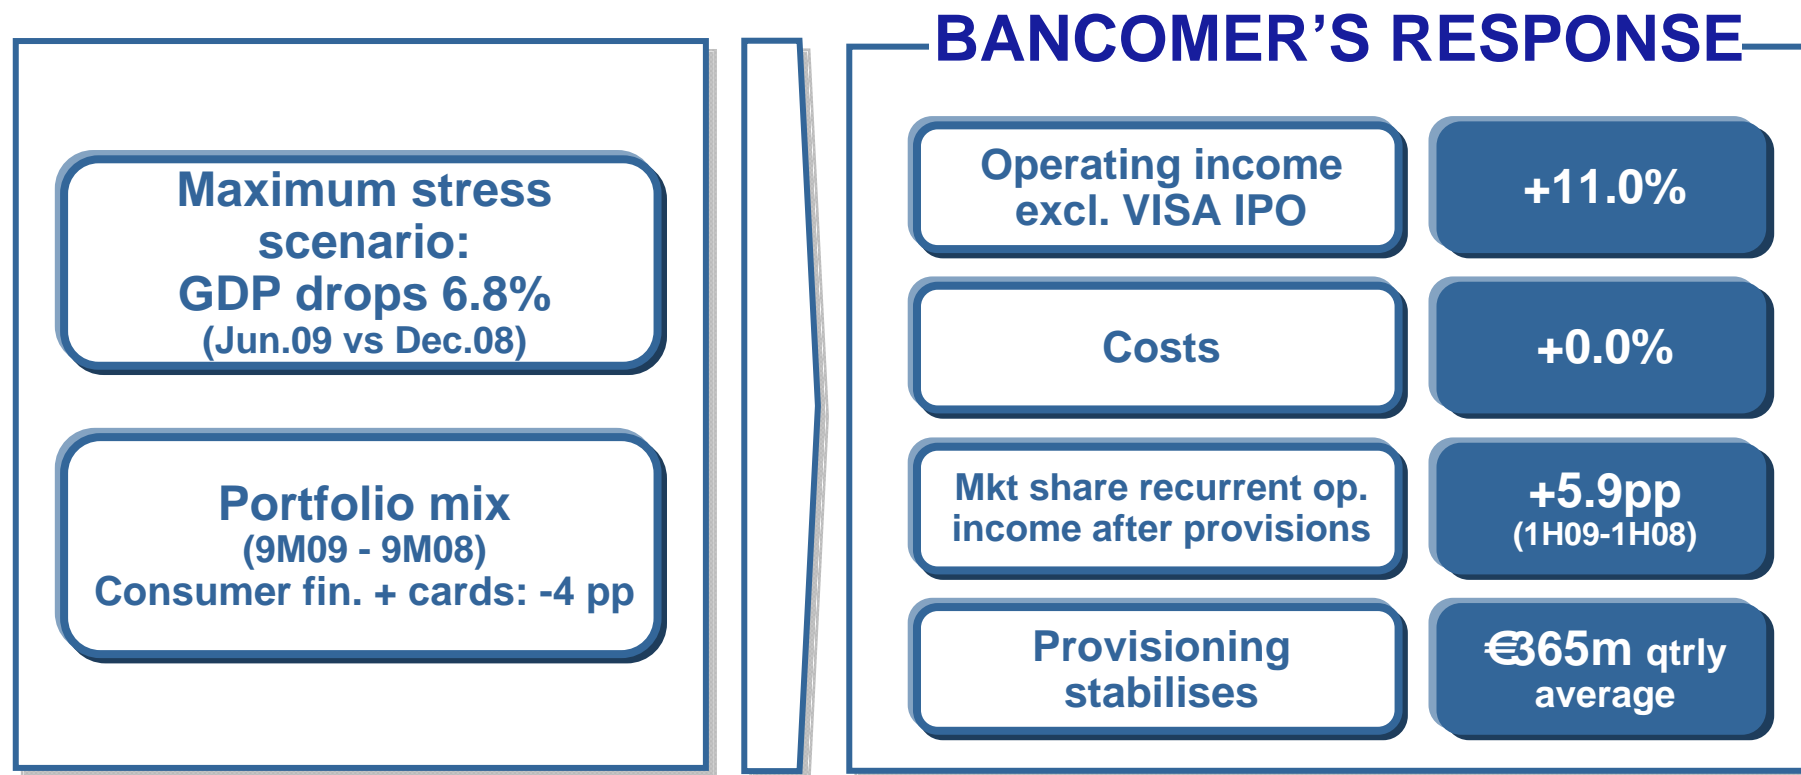 Maximum stress
scenario:
GDP drops 6.8%
(Jun.09 vs Dec.08)
Portfolio mix
(9M09 - 9M08)
Consumer fin. + cards: -4 pp
BANCOMER’S RESPONSE
Operating income
excl. VISA IPO
+11.0%
Costs
+0.0%
Mkt share recurrent op.
income after provisions
+5.9pp
(1H09-1H08)
Provisioning
stabilises
€365m qtrly
average